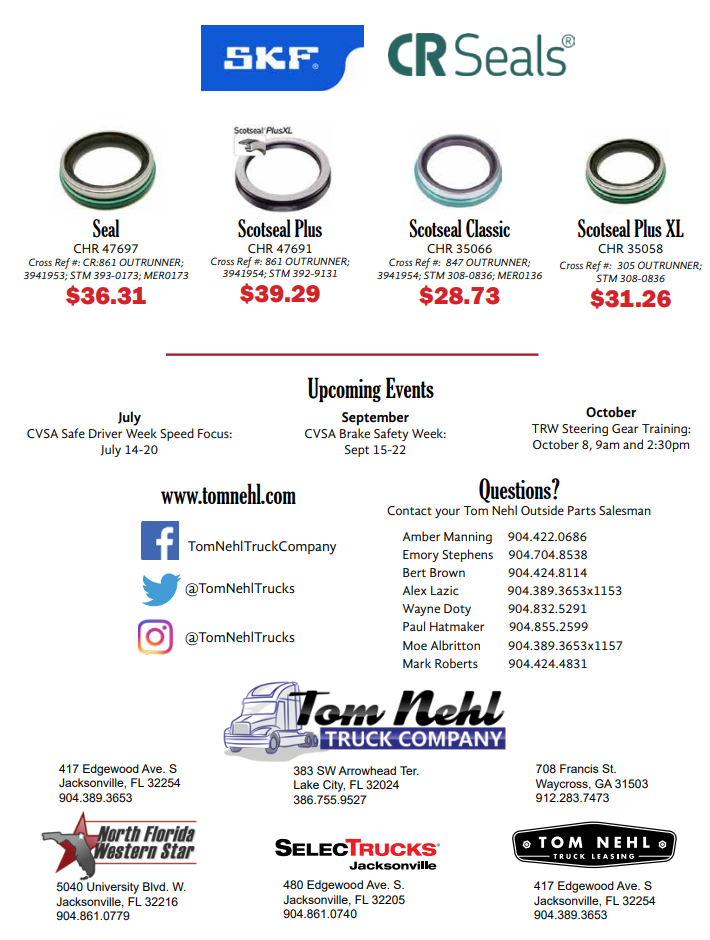 SKF®
CR Seals®
Scotseal® PlusXL
Seal
CHR 47697
Cross Ref #: CR:861 OUTRUNNER;
3941953; STM 393-0173; MER0173
$36.31
Scotseal Plus
CHR 47691
Cross Ref #: 861 OUTRUNNER;
3941954; STM 392-9131
$39.29
Scotseal Classic
CHR 35066
Cross Ref #: 847 OUTRUNNER;
3941954; STM 308-0836; MER0136
$28.73
Scotseal Plus XL
CHR 35058
Cross Ref #: 305 OUTRUNNER;
STM 308-0836
$31.26
Upcoming Events
July
CVSA Safe Driver Week Speed Focus:
July 14-20
September
CVSA Brake Safety Week:
Sept 15-22
October
TRW Steering Gear Training:
October 8, 9am and 2:30pm
www.tomnehl.com
TomNehlTruckCompany
@TomNehlTrucks
@TomNehlTrucks
Questions?
Contact your Tom Nehl Outside Parts Salesman
Amber Manning 904.422.0686
Emory Stephens 904.704.8538
Bert Brown 904.424.8114
Alex Lazic 904.389.3653x1153
Wayne Doty 904.832.5291
Paul Hatmaker 904.855.2599
Moe Albritton 904.389.3653x1157
Mark Roberts 904.424.4831
Tom Nehl
TRUCK COMPANY
417 Edgewood Ave. S
Jacksonville, FL 32254
904.389.3653
383 SW Arrowhead Ter.
Lake City, FL 32024
386.755.9527
708 Francis St.
Waycross, GA 31503
912.283.7473
North Florida
Western Star
5040 University Blvd. W.
Jacksonville, FL 32216
904.861.0779
SELECTRUCKS®
Jacksonville
480 Edgewood Ave. S.
Jacksonville, FL 32205
904.861.0740
TOM NEHL
TRUCK LEASING
417 Edgewood Ave. S
Jacksonville, FL 32254
904.389.3653